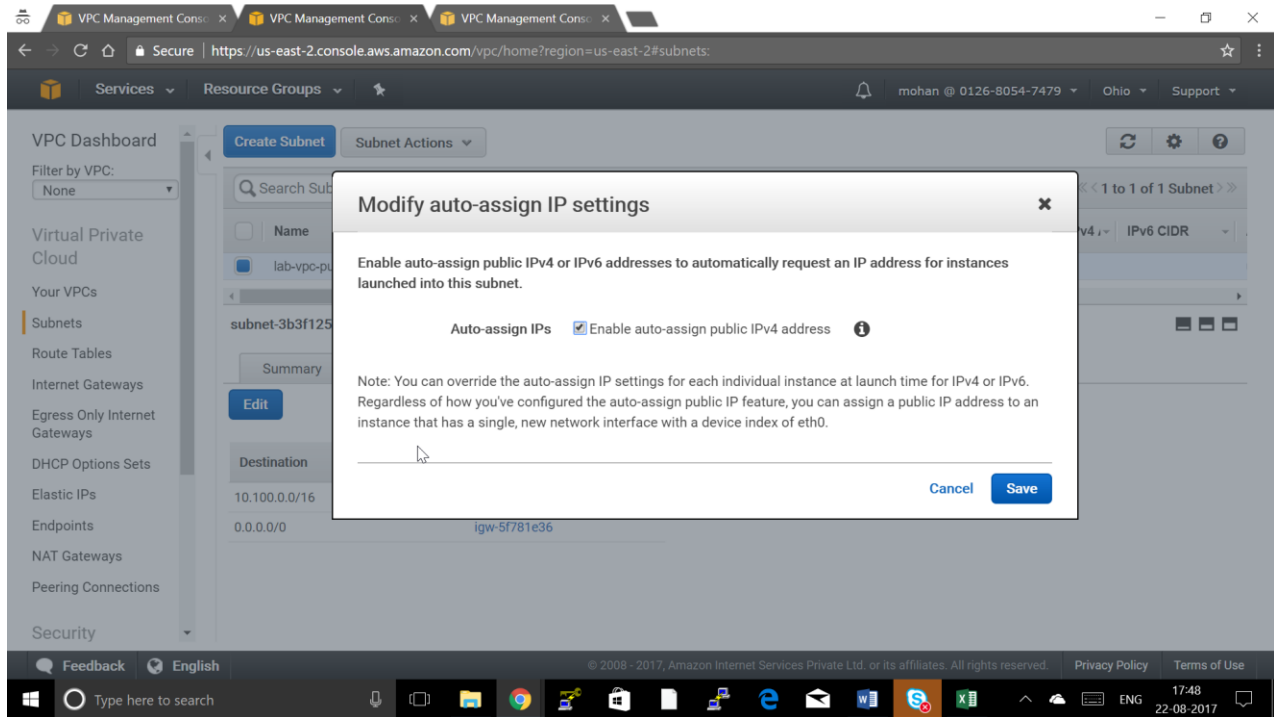 VPC Management Conso
VPC Management Conso
VPC Management Conso
Secure
https://us-east-2.console.aws.amazon.com/vpc/home?region=us-east-2#subnets:
Services
Resource Groups
mohan @ 0126-8054-7479
Ohio
Support
VPC Dashboard
Filter by VPC:
None
Virtual Private
Cloud
Your VPCs
Subnets
Route Tables
Internet Gateways
Egress Only Internet
Gateways
DHCP Options Sets
Elastic IPs
Endpoints
NAT Gateways
Peering Connections
Security
Create Subnet
Subnet Actions
Search Sub
1 to 1 of 1 Subnet
Name
IPv6 CIDR
lab-vpc-pu
subnet-3b3f125
Summary
Edit
Destination
10.100.0.0/16
0.0.0.0/0
igw-5f781e36
Modify auto-assign IP settings
Enable auto-assign public IPv4 or IPv6 addresses to automatically request an IP address for instances
launched into this subnet.
Auto-assign IPs
Enable auto-assign public IPv4 address
Note: You can override the auto-assign IP settings for each individual instance at launch time for IPv4 or IPv6.
Regardless of how you've configured the auto-assign public IP feature, you can assign a public IP address to an
instance that has a single, new network interface with a device index of eth0.
Cancel
Save
Feedback
English
© 2008 - 2017, Amazon Internet Services Private Ltd. or its affiliates. All rights reserved.
Privacy Policy
Terms of Use
Type here to search
ENG
17:48
22-08-2017